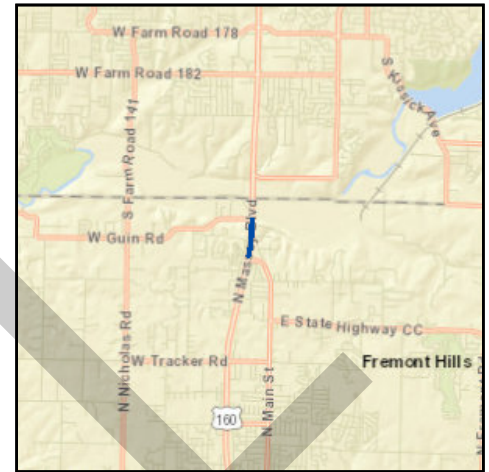 W Farm Road 178
W Farm Road 182
S Kissick Ave
S Farm Road 141
W Guin Rd
N Massey Blvd
E State Highway CC
N Nicholas Rd
W Tracker Rd
Fremont Hills
N Main St
160